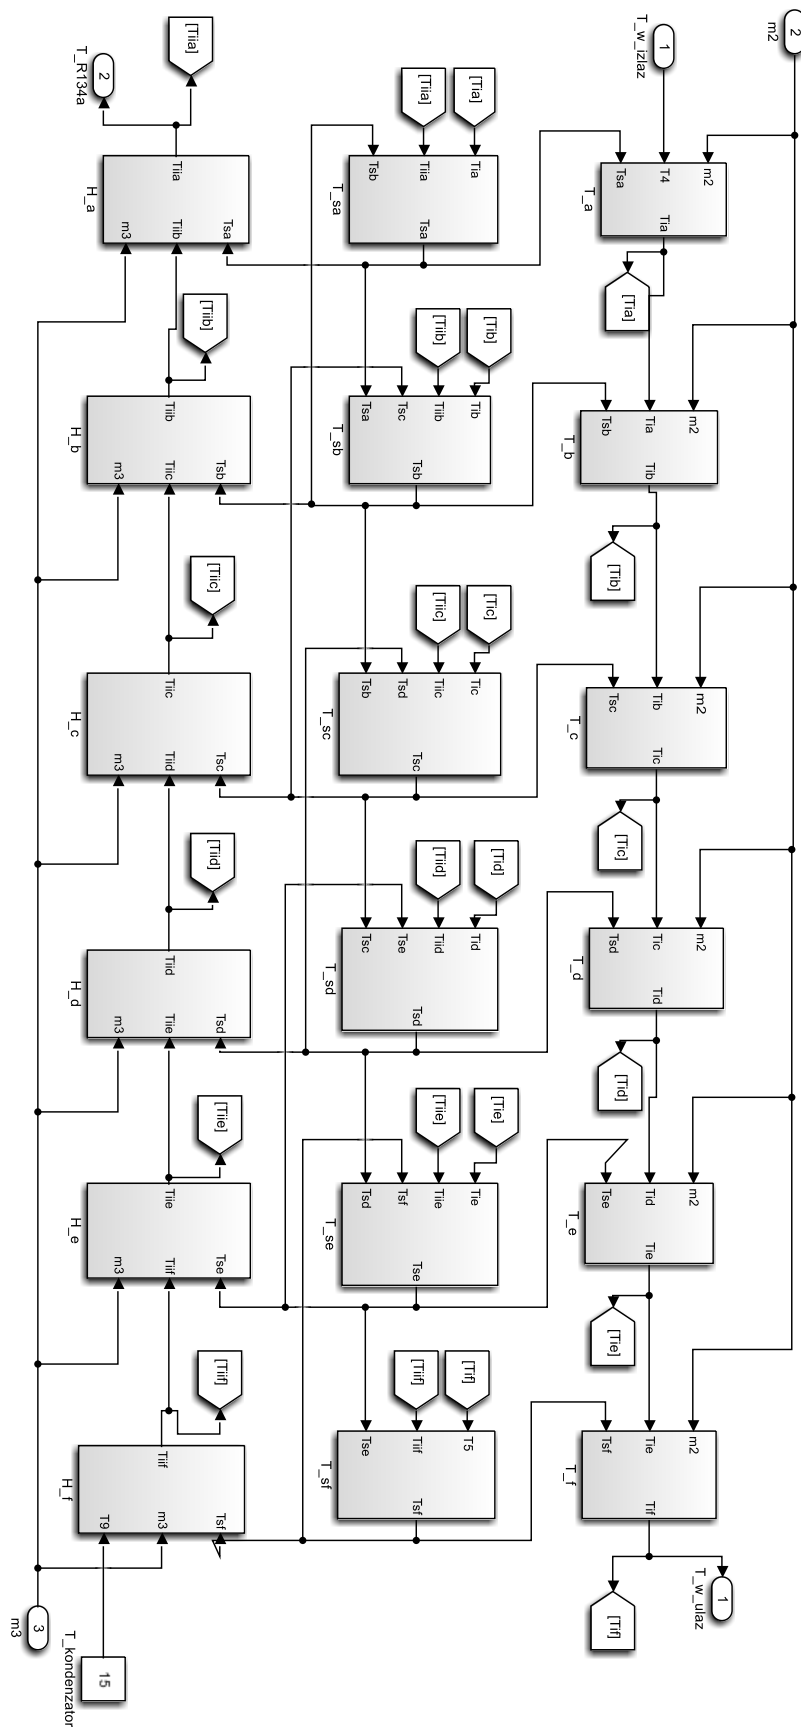 2
m2
1
T_w_izlaz
m2
T4
Tsa
Tia
T_a
[Tia]
m2
Tia
Tsb
Tib
T_b
[Tib]
m2
Tib
Tsc
Tic
T_c
[Tic]
m2
Tic
Tsd
Tid
T_d
[Tid]
m2
Tid
Tse
Tie
T_e
[Tie]
m2
Tie
Tsf
Tif
T_f
1
T_w_ulaz
[Tif]
[Tia]
[Tiia]
Tia
Tiia
Tsb
Tsa
T_sa
[Tib]
[Tiib]
Tib
Tiib
Tsc
Tsa
Tsb
T_sb
[Tic]
[Tiic]
Tic
Tiic
Tsd
Tsb
Tsc
T_sc
[Tid]
[Tiid]
Tid
Tiid
Tse
Tsc
Tsd
T_sd
[Tie]
[Tiie]
Tie
Tiie
Tsf
Tsd
Tse
T_se
[Tif]
[Tiif]
T5
Tiif
Tse
Tsf
T_sf
[Tiia]
2
T_R134a
Tiia
Tsa
Tiib
m3
H_a
[Tiib]
Tiib
Tsb
Tiic
m3
H_b
[Tiic]
Tiic
Tsc
Tiid
m3
H_c
[Tiid]
Tiid
Tsd
Tiie
m3
H_d
[Tiie]
Tiie
Tse
Tiif
m3
H_e
[Tiif]
Tiif
Tsf
m3
T9
H_f
15
T_kondenzator
3
m3